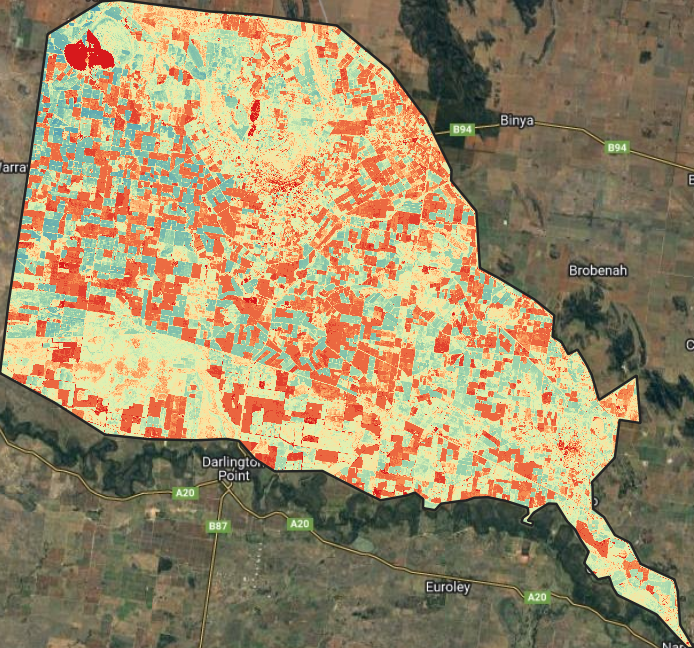 Binya
B94
B94
Brobenah
Darlington
Point
A20
B87
A20
Euroley
A20